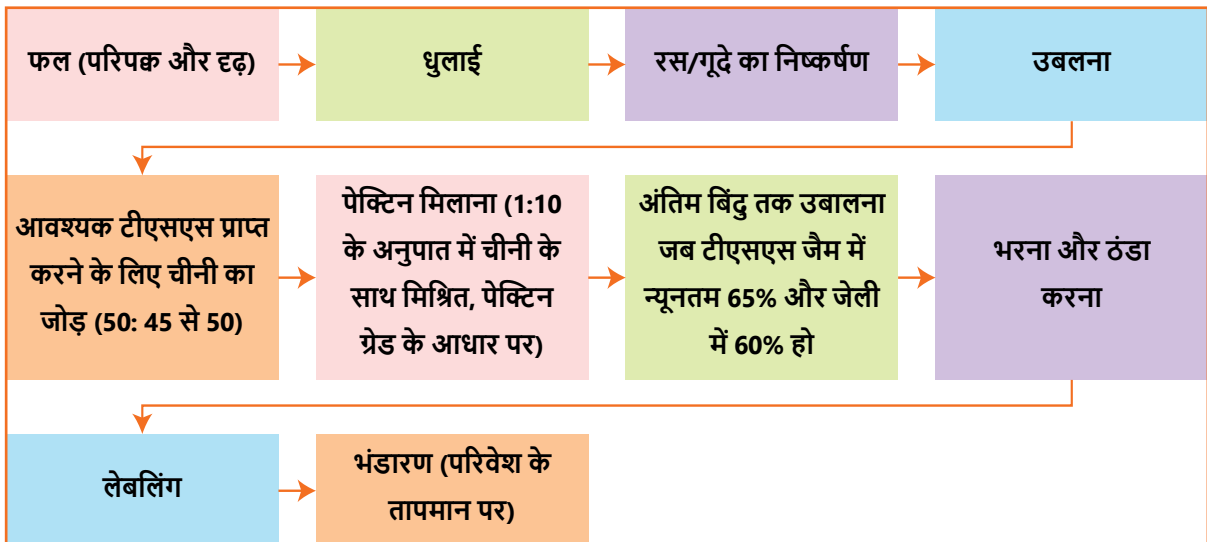 फल (परिपक्व और दृढ़)
धुलाई
रस/गूदे का निष्कर्षण
उबलना
आवश्यक टीएसएस प्राप्त
करने के लिए चीनी का
जोड़ (50: 45 से 50)
पेक्टिन मिलाना (1:10
के अनुपात में चीनी के
साथ मिश्रित, पेक्टिन
ग्रेड के आधार पर)
अंतिम बिंदु तक उबालना
जब टीएसएस जैम में
न्यूनतम 65% और जेली
में 60% हो
भरना और ठंडा
करना
लेबलिंग
भंडारण (परिवेश के
तापमान पर)